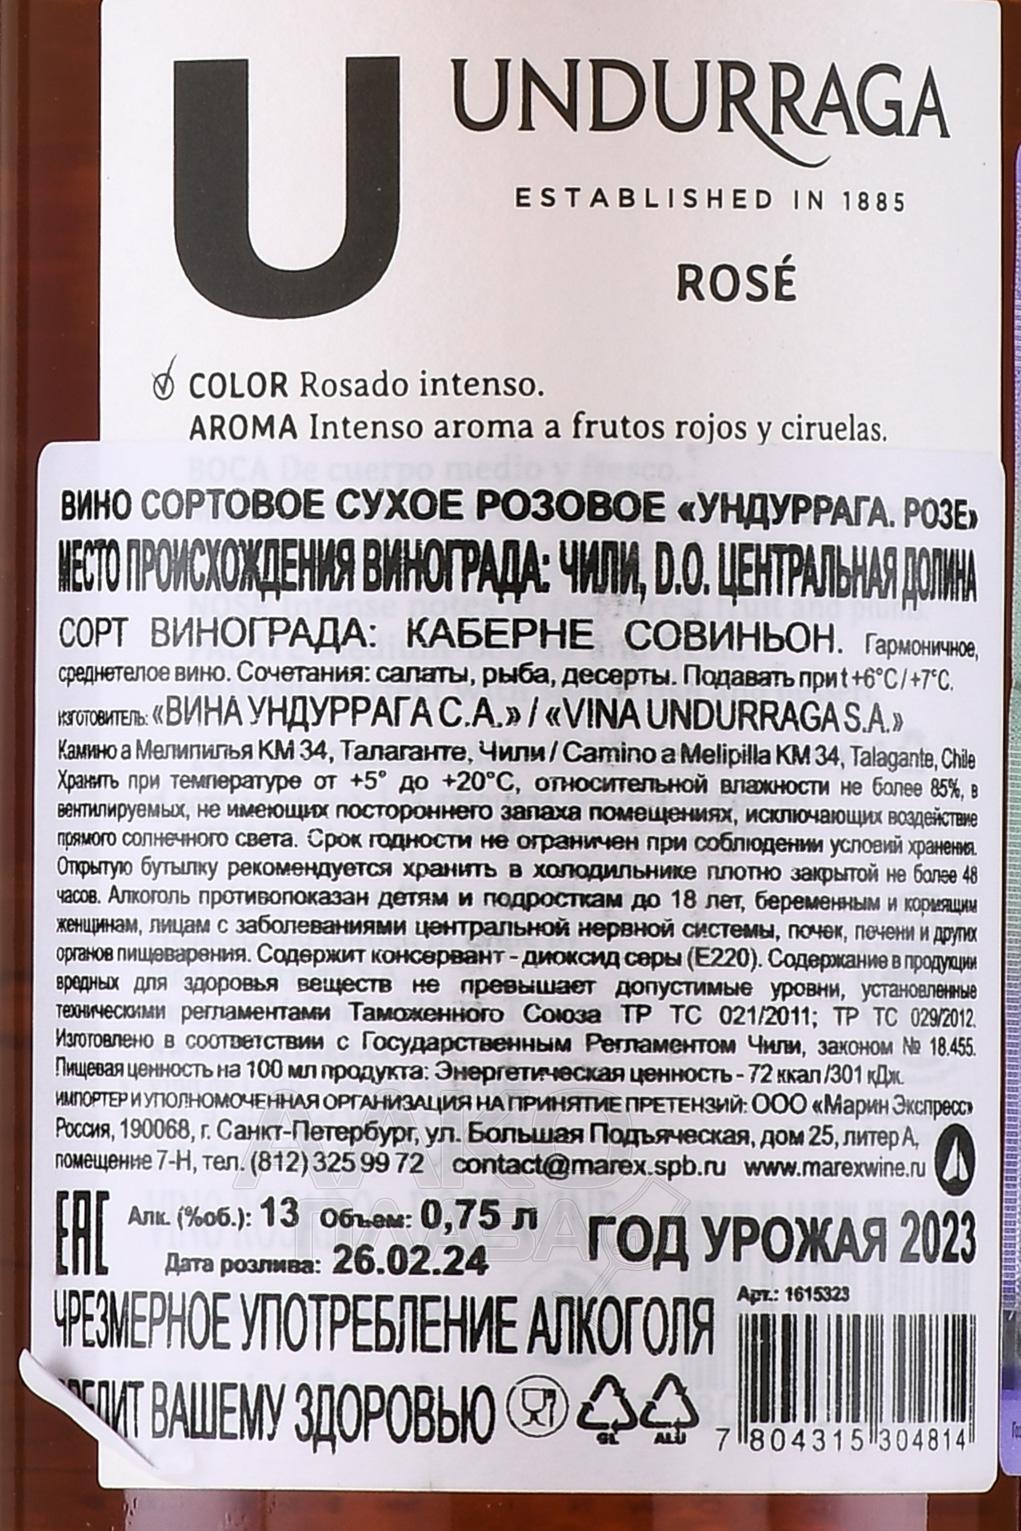 U UNDURRAGA
ESTABLISHED IN 1885
ROSÉ
COLOR Rosado intenso.
AROMA Intenso aroma a frutos rojos y ciruelas.
BOCA De cuerpo medio y fresco.
ВИНО СОРТОВОЕ СУХОЕ РОЗОВОЕ «УНДУРРАГА. РОЗЕ»
МЕСТО ПРОИСХОЖДЕНИЯ ВИНОГРАДА: ЧИЛИ, D.O. ЦЕНТРАЛЬНАЯ ДОЛИНА
СОРТ ВИНОГРАДА: КАБЕРНЕ СОВИНЬОН. Гармоничное,
среднетелое вино. Сочетания: салаты, рыба, десерты. Подавать при t +6°C / +7°C.
ИЗГОТОВИТЕЛЬ: «ВИНА УНДУРРАГА С.А.» / «VINA UNDURRAGA S.A.»
Камино а Мелипилья КМ 34, Талаганте, Чили / Camino a Melipilla KM 34, Talagante, Chile
Хранить при температуре от +5° до +20°C, относительной влажности не более 85%, в
вентилируемых, не имеющих постороннего запаха помещениях, исключающих воздействие
прямого солнечного света. Срок годности не ограничен при соблюдении условий хранения.
Открытую бутылку рекомендуется хранить в холодильнике плотно закрытой не более 48
часов. Алкоголь противопоказан детям и подросткам до 18 лет, беременным и кормящим
женщинам, лицам с заболеваниями центральной нервной системы, почек, печени и других
органов пищеварения. Содержит консервант - диоксид серы (Е220). Содержание в продукции
вредных для здоровья веществ не превышает допустимые уровни, установленные
техническими регламентами Таможенного Союза ТР ТС 021/2011; ТР ТС 029/2012.
Изготовлено в соответствии с Государственным Регламентом Чили, законом № 18.455.
Пищевая ценность на 100 мл продукта: Энергетическая ценность - 72 ккал /301 кДж.
ИМПОРТЕР И УПОЛНОМОЧЕННАЯ ОРГАНИЗАЦИЯ НА ПРИНЯТИЕ ПРЕТЕНЗИЙ: ООО «Марин Экспресс»
Россия, 190068, г. Санкт-Петербург, ул. Большая Подъяческая, дом 25, литер А,
помещение 7-Н, тел. (812) 325 99 72 contact@marex.spb.ru www.marexwine.ru
EAC Алк. (%об.): 13 Объем: 0,75 л
Дата розлива: 26.02.24
ГОД УРОЖАЯ 2023
ЧРЕЗМЕРНОЕ УПОТРЕБЛЕНИЕ АЛКОГОЛЯ
ВРЕДИТ ВАШЕМУ ЗДОРОВЬЮ
GL ALU
Арт.: 1615323
7 804315 304814